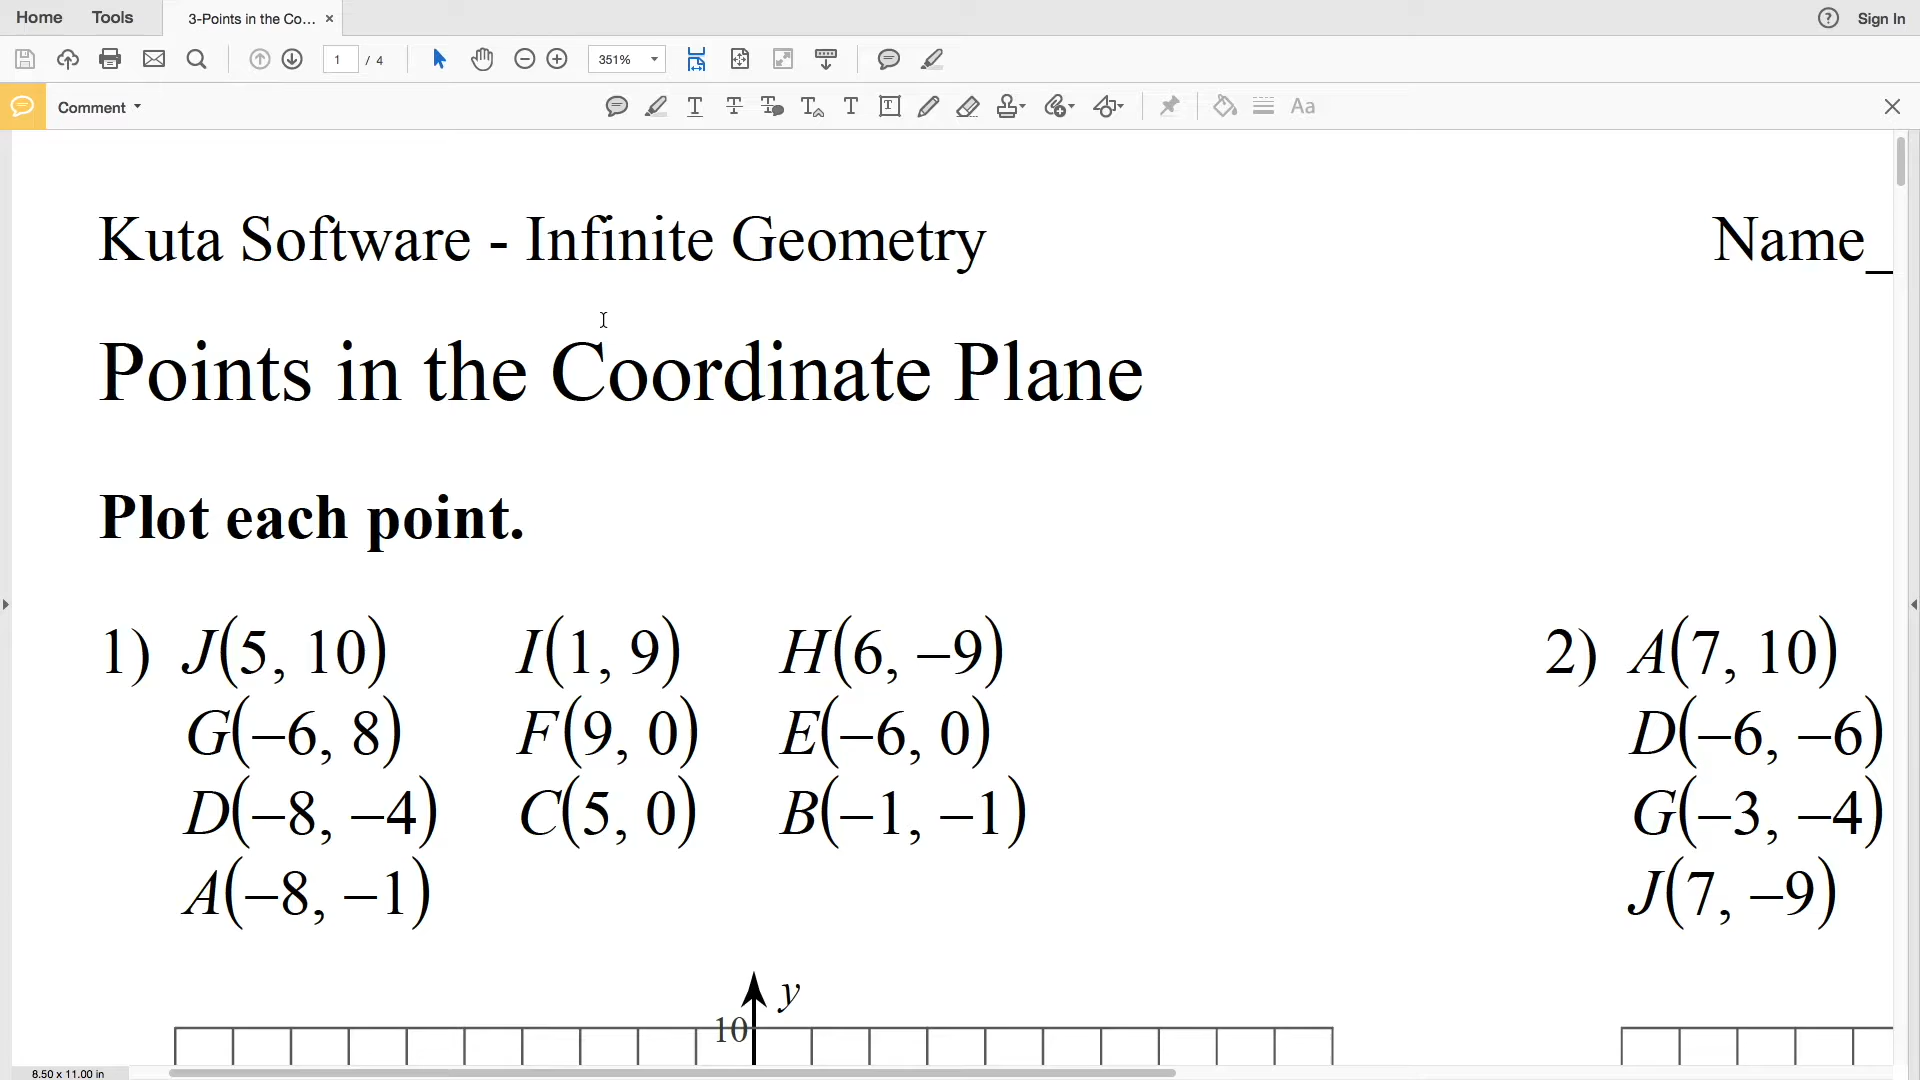 Home Tools 3-Points in the Co... × ? Sign In
1 / 4 351%
Comment Aa
Kuta Software - Infinite Geometry Name_
Points in the Coordinate Plane
Plot each point.
1) J(5, 10) I(1, 9) H(6, −9) 2) A(7, 10)
G(−6, 8) F(9, 0) E(−6, 0) D(−6, −6)
D(−8, −4) C(5, 0) B(−1, −1) G(−3, −4)
A(−8, −1) J(7, −9)
y
10
8.50 x 11.00 in